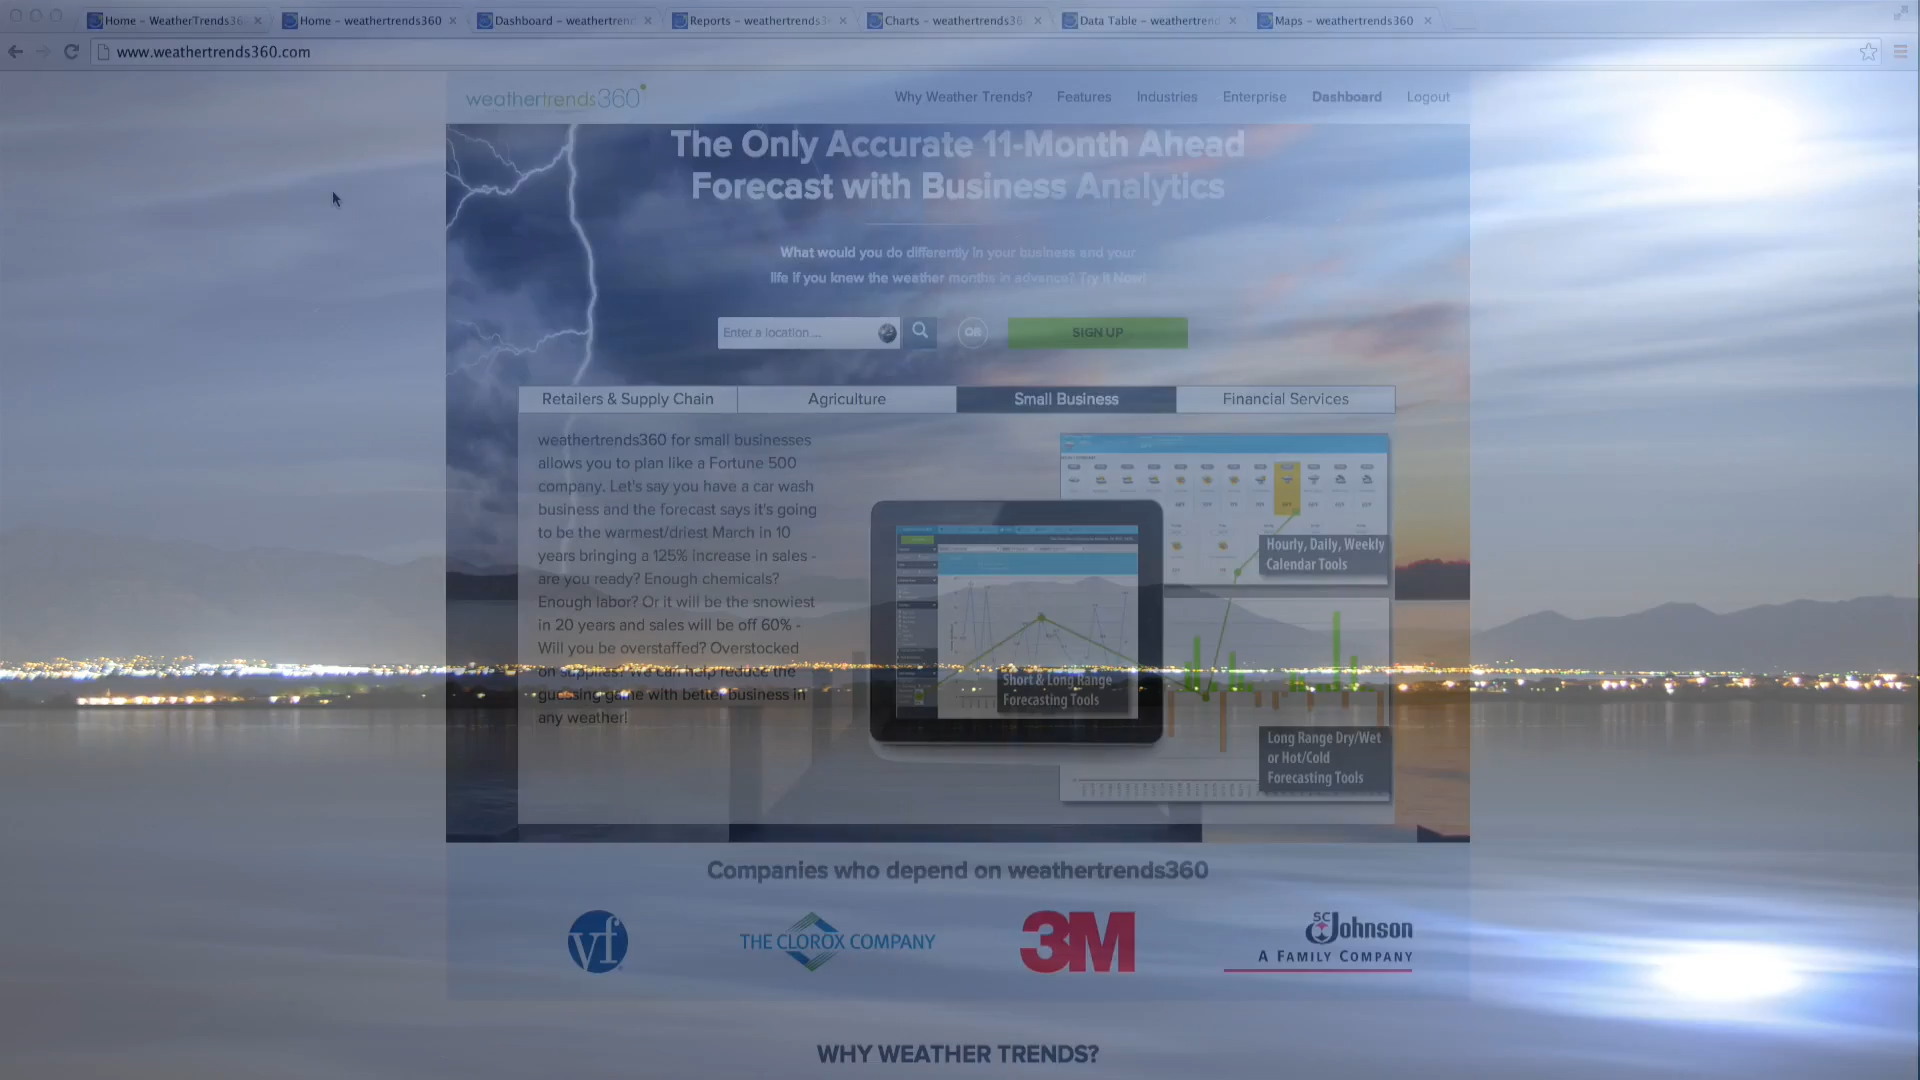 Home – WeatherTrends36
Home – weathertrends360
Dashboard – weathertren
Reports – weathertrends3
Charts – weathertrends36
Data Table – weathertrend
Maps – weathertrends360
www.weathertrends360.com
weathertrends360
Why Weather Trends?
Features
Industries
Enterprise
Dashboard
Logout
The Only Accurate 11-Month Ahead
Forecast with Business Analytics
What would you do differently in your business and your
life if you knew the weather months in advance? Try It Now!
Enter a location ...
OR
SIGN UP
Retailers & Supply Chain
Agriculture
Small Business
Financial Services
weathertrends360 for small businesses
allows you to plan like a Fortune 500
company. Let's say you have a car wash
business and the forecast says it's going
to be the warmest/driest March in 10
years bringing a 125% increase in sales -
are you ready? Enough chemicals?
Enough labor? Or it will be the snowiest
in 20 years and sales will be off 60% -
Will you be overstaffed? Overstocked
on supplies? We can help reduce the
guessing game with better business in
any weather!
Hourly, Daily, Weekly
Calendar Tools
Short & Long Range
Forecasting Tools
Long Range Dry/Wet
or Hot/Cold
Forecasting Tools
Companies who depend on weathertrends360
vf
THE CLOROX COMPANY
3M
SC Johnson
A FAMILY COMPANY
WHY WEATHER TRENDS?